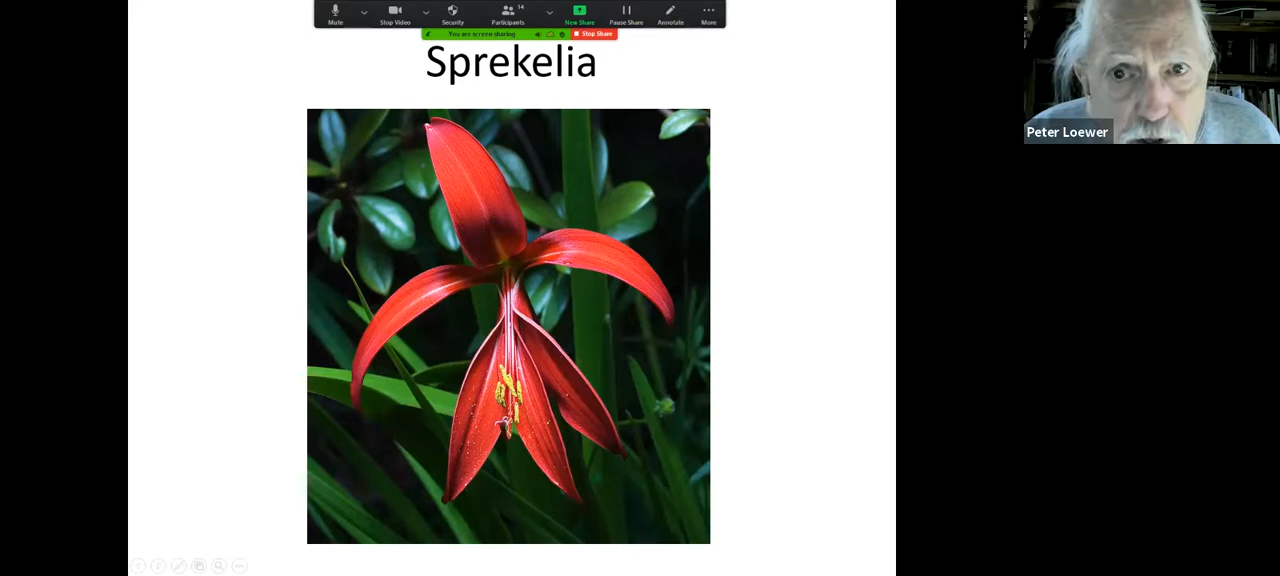 Mute
Stop Video
Security
Participants
14
New Share
Pause Share
Annotate
More
You are screen sharing
Stop Share
Sprekelia
Peter Loewer